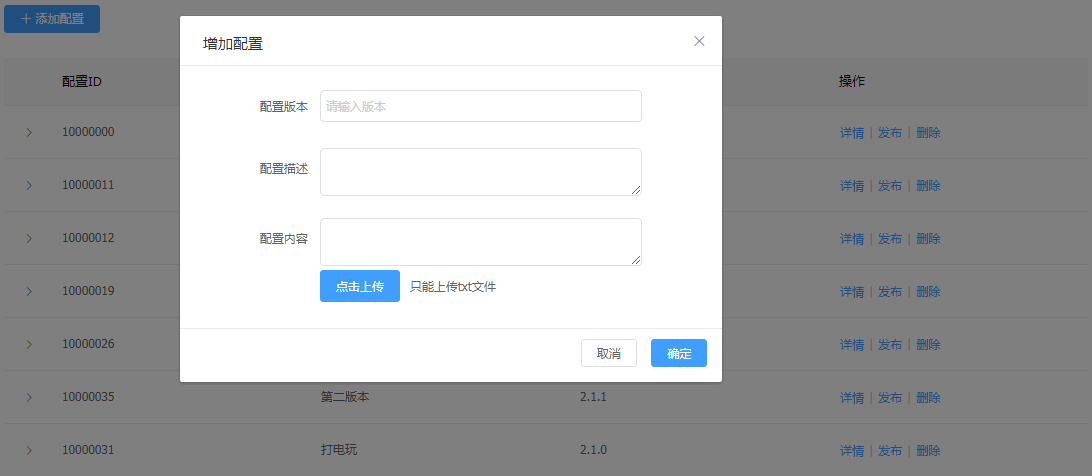 ＋ 添加配置
增加配置
配置ID
操作
配置版本
请输入版本
10000000
详情 | 发布 | 删除
配置描述
10000011
详情 | 发布 | 删除
配置内容
10000012
详情 | 发布 | 删除
点击上传 只能上传txt文件
10000019
详情 | 发布 | 删除
10000026
详情 | 发布 | 删除
取消 确定
10000035 第二版本 2.1.1 详情 | 发布 | 删除
10000031 打电玩 2.1.0 详情 | 发布 | 删除